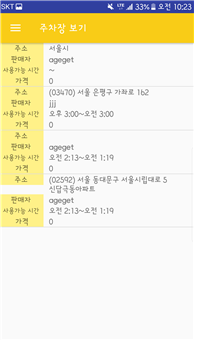 SKT LTE 33% 오전 10:23
주차장 보기
주소 서울시
판매자 ageget
사용가능 시간 ~
가격 0
주소 (03470) 서울 은평구 가좌로 162
판매자 jjj
사용가능 시간 오후 3:00~오전 3:00
가격 0
주소
판매자 ageget
사용가능 시간 오전 2:13~오전 1:19
가격 0
주소 (02592) 서울 동대문구 서울시립대로 5
신답극동아파트
판매자 ageget
사용가능 시간 오전 2:13~오전 1:19
가격 0